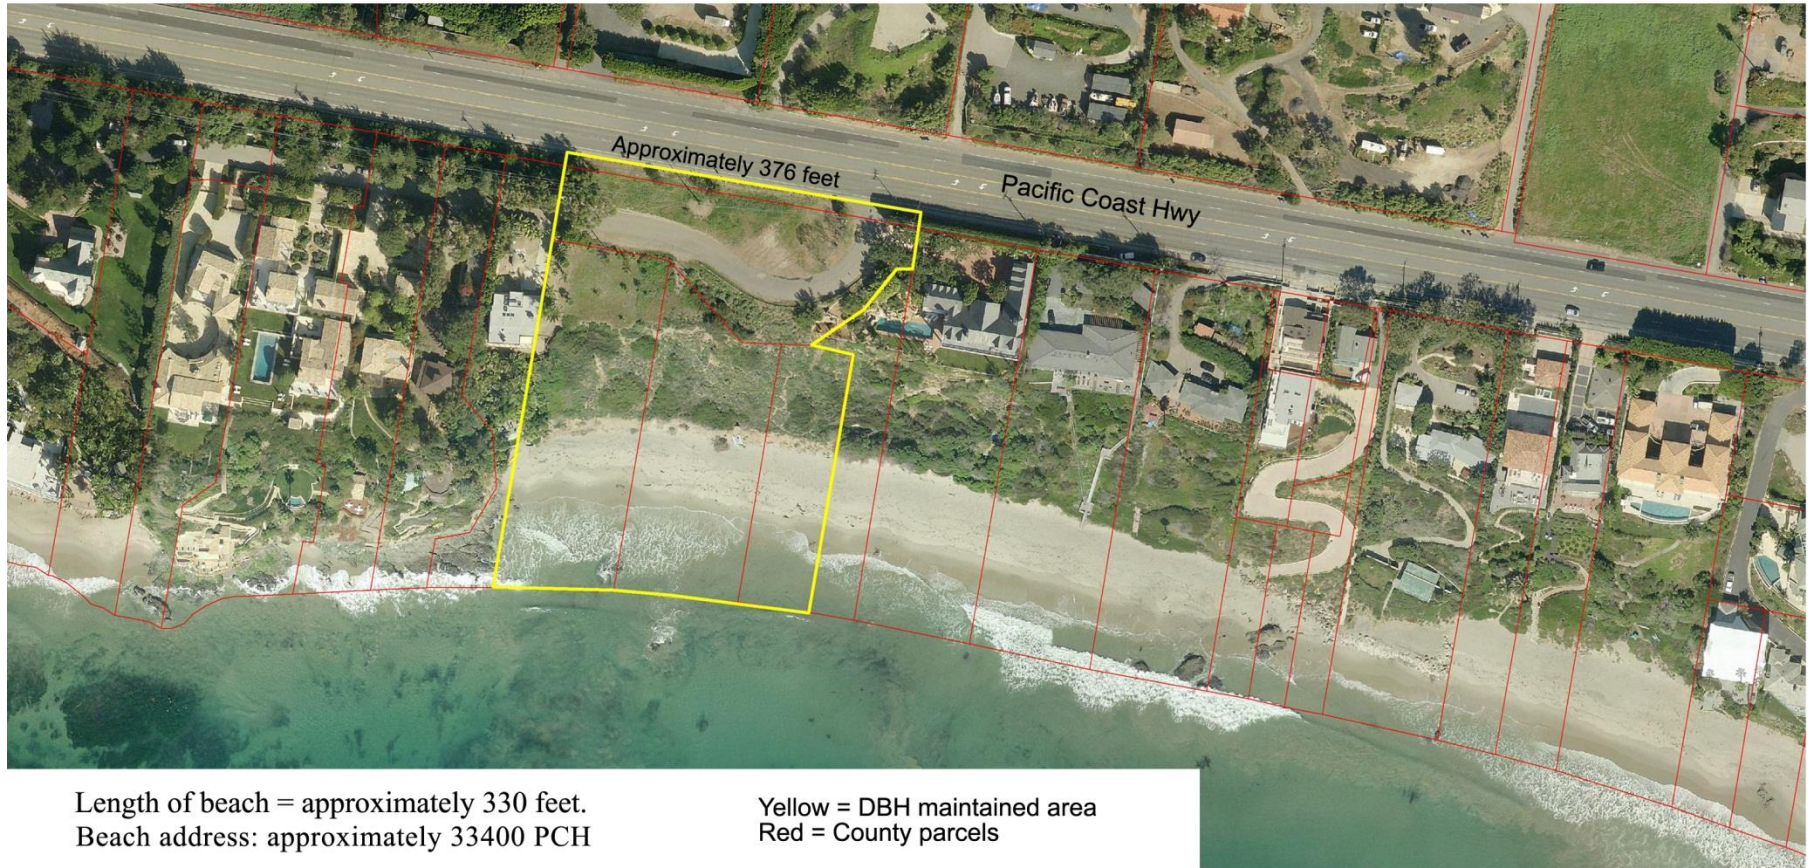 Approximately 376 feet
Pacific Coast Hwy
Length of beach = approximately 330 feet.
Beach address: approximately 33400 PCH
Yellow = DBH maintained area
Red = County parcels